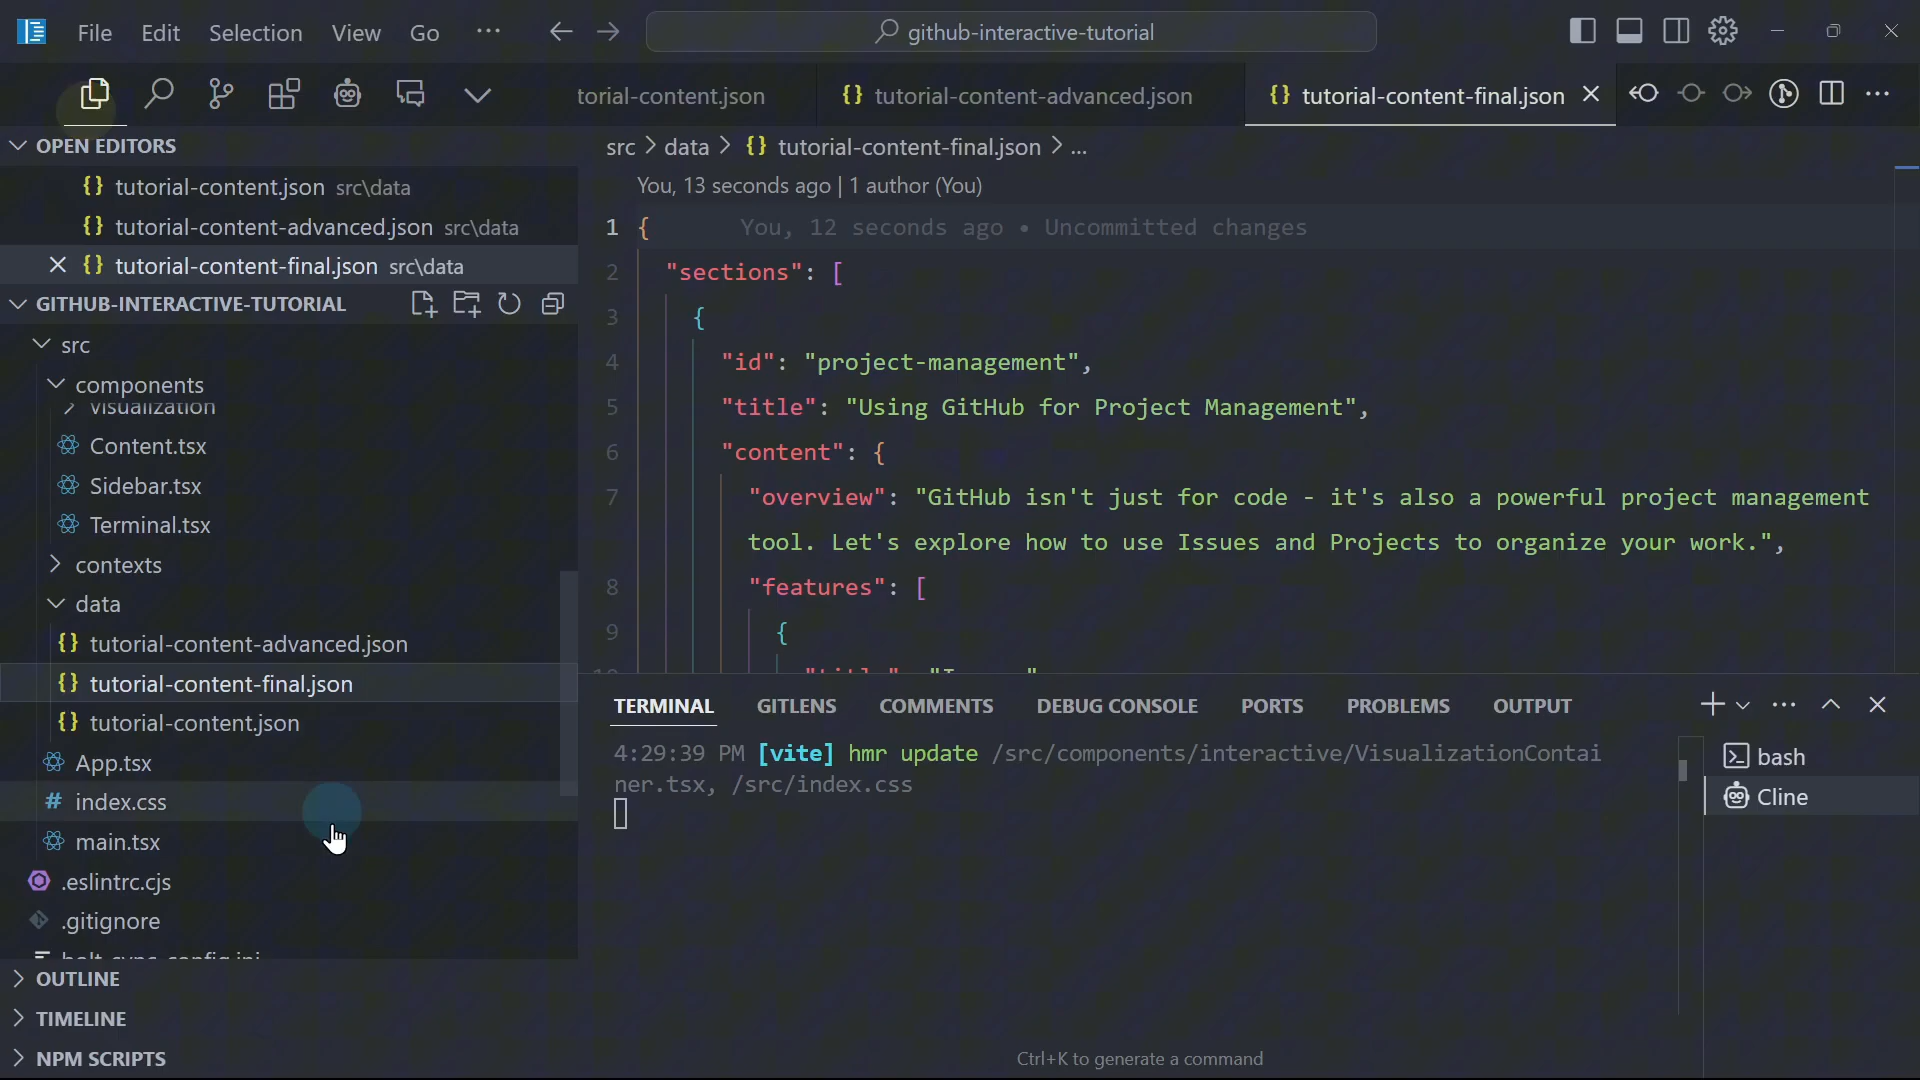 File Edit Selection View Go ··· github-interactive-tutorial
torial-content.json {} tutorial-content-advanced.json {} tutorial-content-final.json
OPEN EDITORS
{} tutorial-content.json src\data
{} tutorial-content-advanced.json src\data
{} tutorial-content-final.json src\data
GITHUB-INTERACTIVE-TUTORIAL
src
components
visualization
Content.tsx
Sidebar.tsx
Terminal.tsx
contexts
data
{} tutorial-content-advanced.json
{} tutorial-content-final.json
{} tutorial-content.json
App.tsx
# index.css
main.tsx
.eslintrc.cjs
.gitignore
OUTLINE
TIMELINE
NPM SCRIPTS
src > data > {} tutorial-content-final.json > ...
You, 13 seconds ago | 1 author (You)
1 { You, 12 seconds ago • Uncommitted changes
2 "sections": [
3 {
4 "id": "project-management",
5 "title": "Using GitHub for Project Management",
6 "content": {
7 "overview": "GitHub isn't just for code - it's also a powerful project management
tool. Let's explore how to use Issues and Projects to organize your work.",
8 "features": [
9 {
TERMINAL GITLENS COMMENTS DEBUG CONSOLE PORTS PROBLEMS OUTPUT
4:29:39 PM [vite] hmr update /src/components/interactive/VisualizationContai
ner.tsx, /src/index.css
bash
Cline
Ctrl+K to generate a command